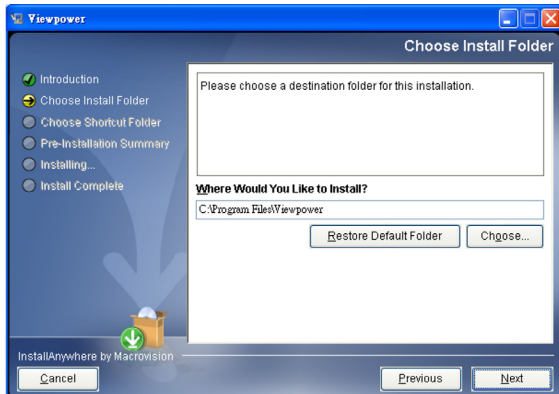 Viewpower
Choose Install Folder
Introduction
Choose Install Folder
Choose Shortcut Folder
Pre-Installation Summary
Installing...
Install Complete
Please choose a destination folder for this installation.
Where Would You Like to Install?
C:\Program Files\Viewpower
Restore Default Folder
Choose...
InstallAnywhere by Macrovision
Cancel
Previous
Next